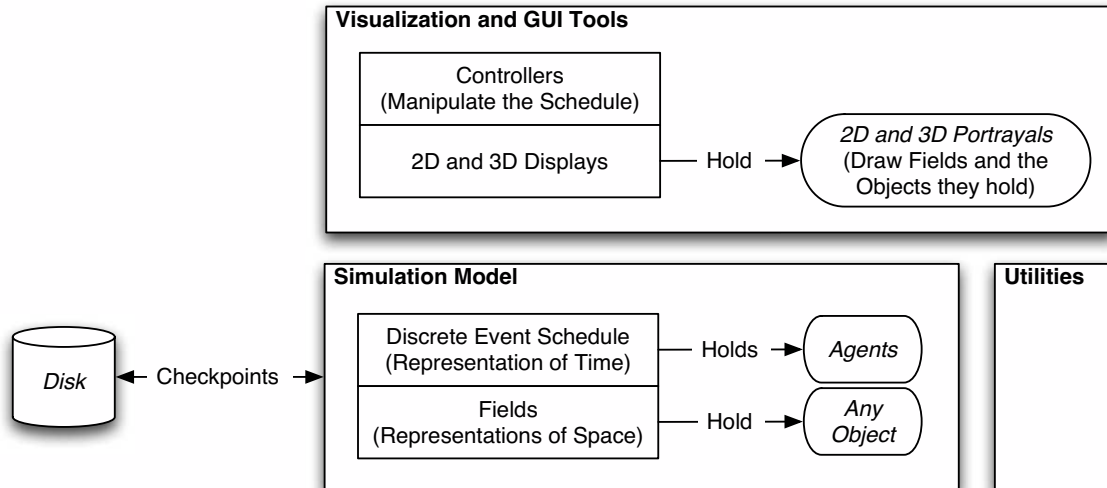 Visualization and GUI Tools
Controllers
(Manipulate the Schedule)
2D and 3D Displays
Hold
2D and 3D Portrayals
(Draw Fields and the
Objects they hold)
Simulation Model
Discrete Event Schedule
(Representation of Time)
Holds
Agents
Fields
(Representations of Space)
Hold
Any
Object
Utilities
Disk
Checkpoints